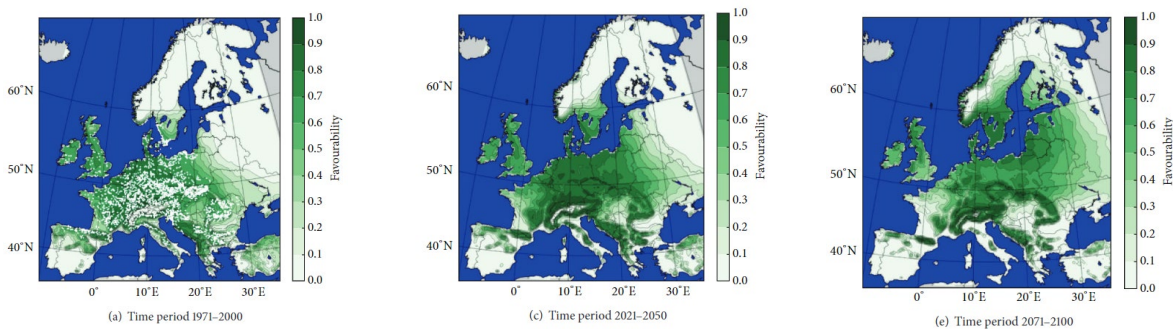 1.0
0.9
0.8
0.7
0.6
0.5
0.4
0.3
0.2
0.1
0.0
Favourability
60°N
50°N
40°N
0° 10°E 20°E 30°E
(a) Time period 1971–2000
1.0
0.9
0.8
0.7
0.6
0.5
0.4
0.3
0.2
0.1
0.0
Favourability
60°N
50°N
40°N
0° 10°E 20°E 30°E
(c) Time period 2021–2050
1.0
0.9
0.8
0.7
0.6
0.5
0.4
0.3
0.2
0.1
0.0
Favourability
60°N
50°N
40°N
0° 10°E 20°E 30°E
(e) Time period 2071–2100